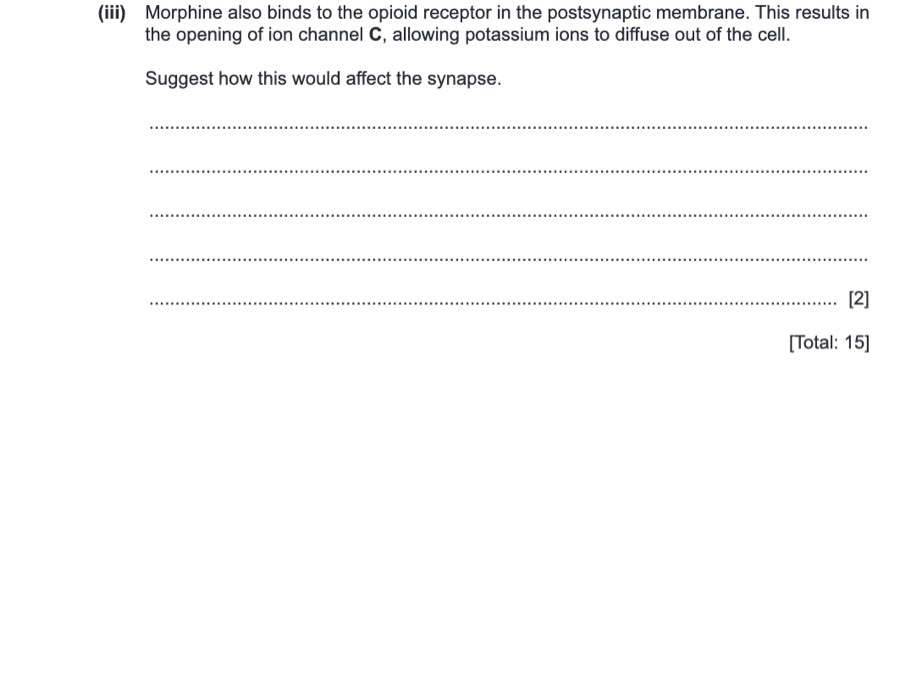 (iii) Morphine also binds to the opioid receptor in the postsynaptic membrane. This results in
the opening of ion channel C, allowing potassium ions to diffuse out of the cell.
Suggest how this would affect the synapse.
[2]
[Total: 15]